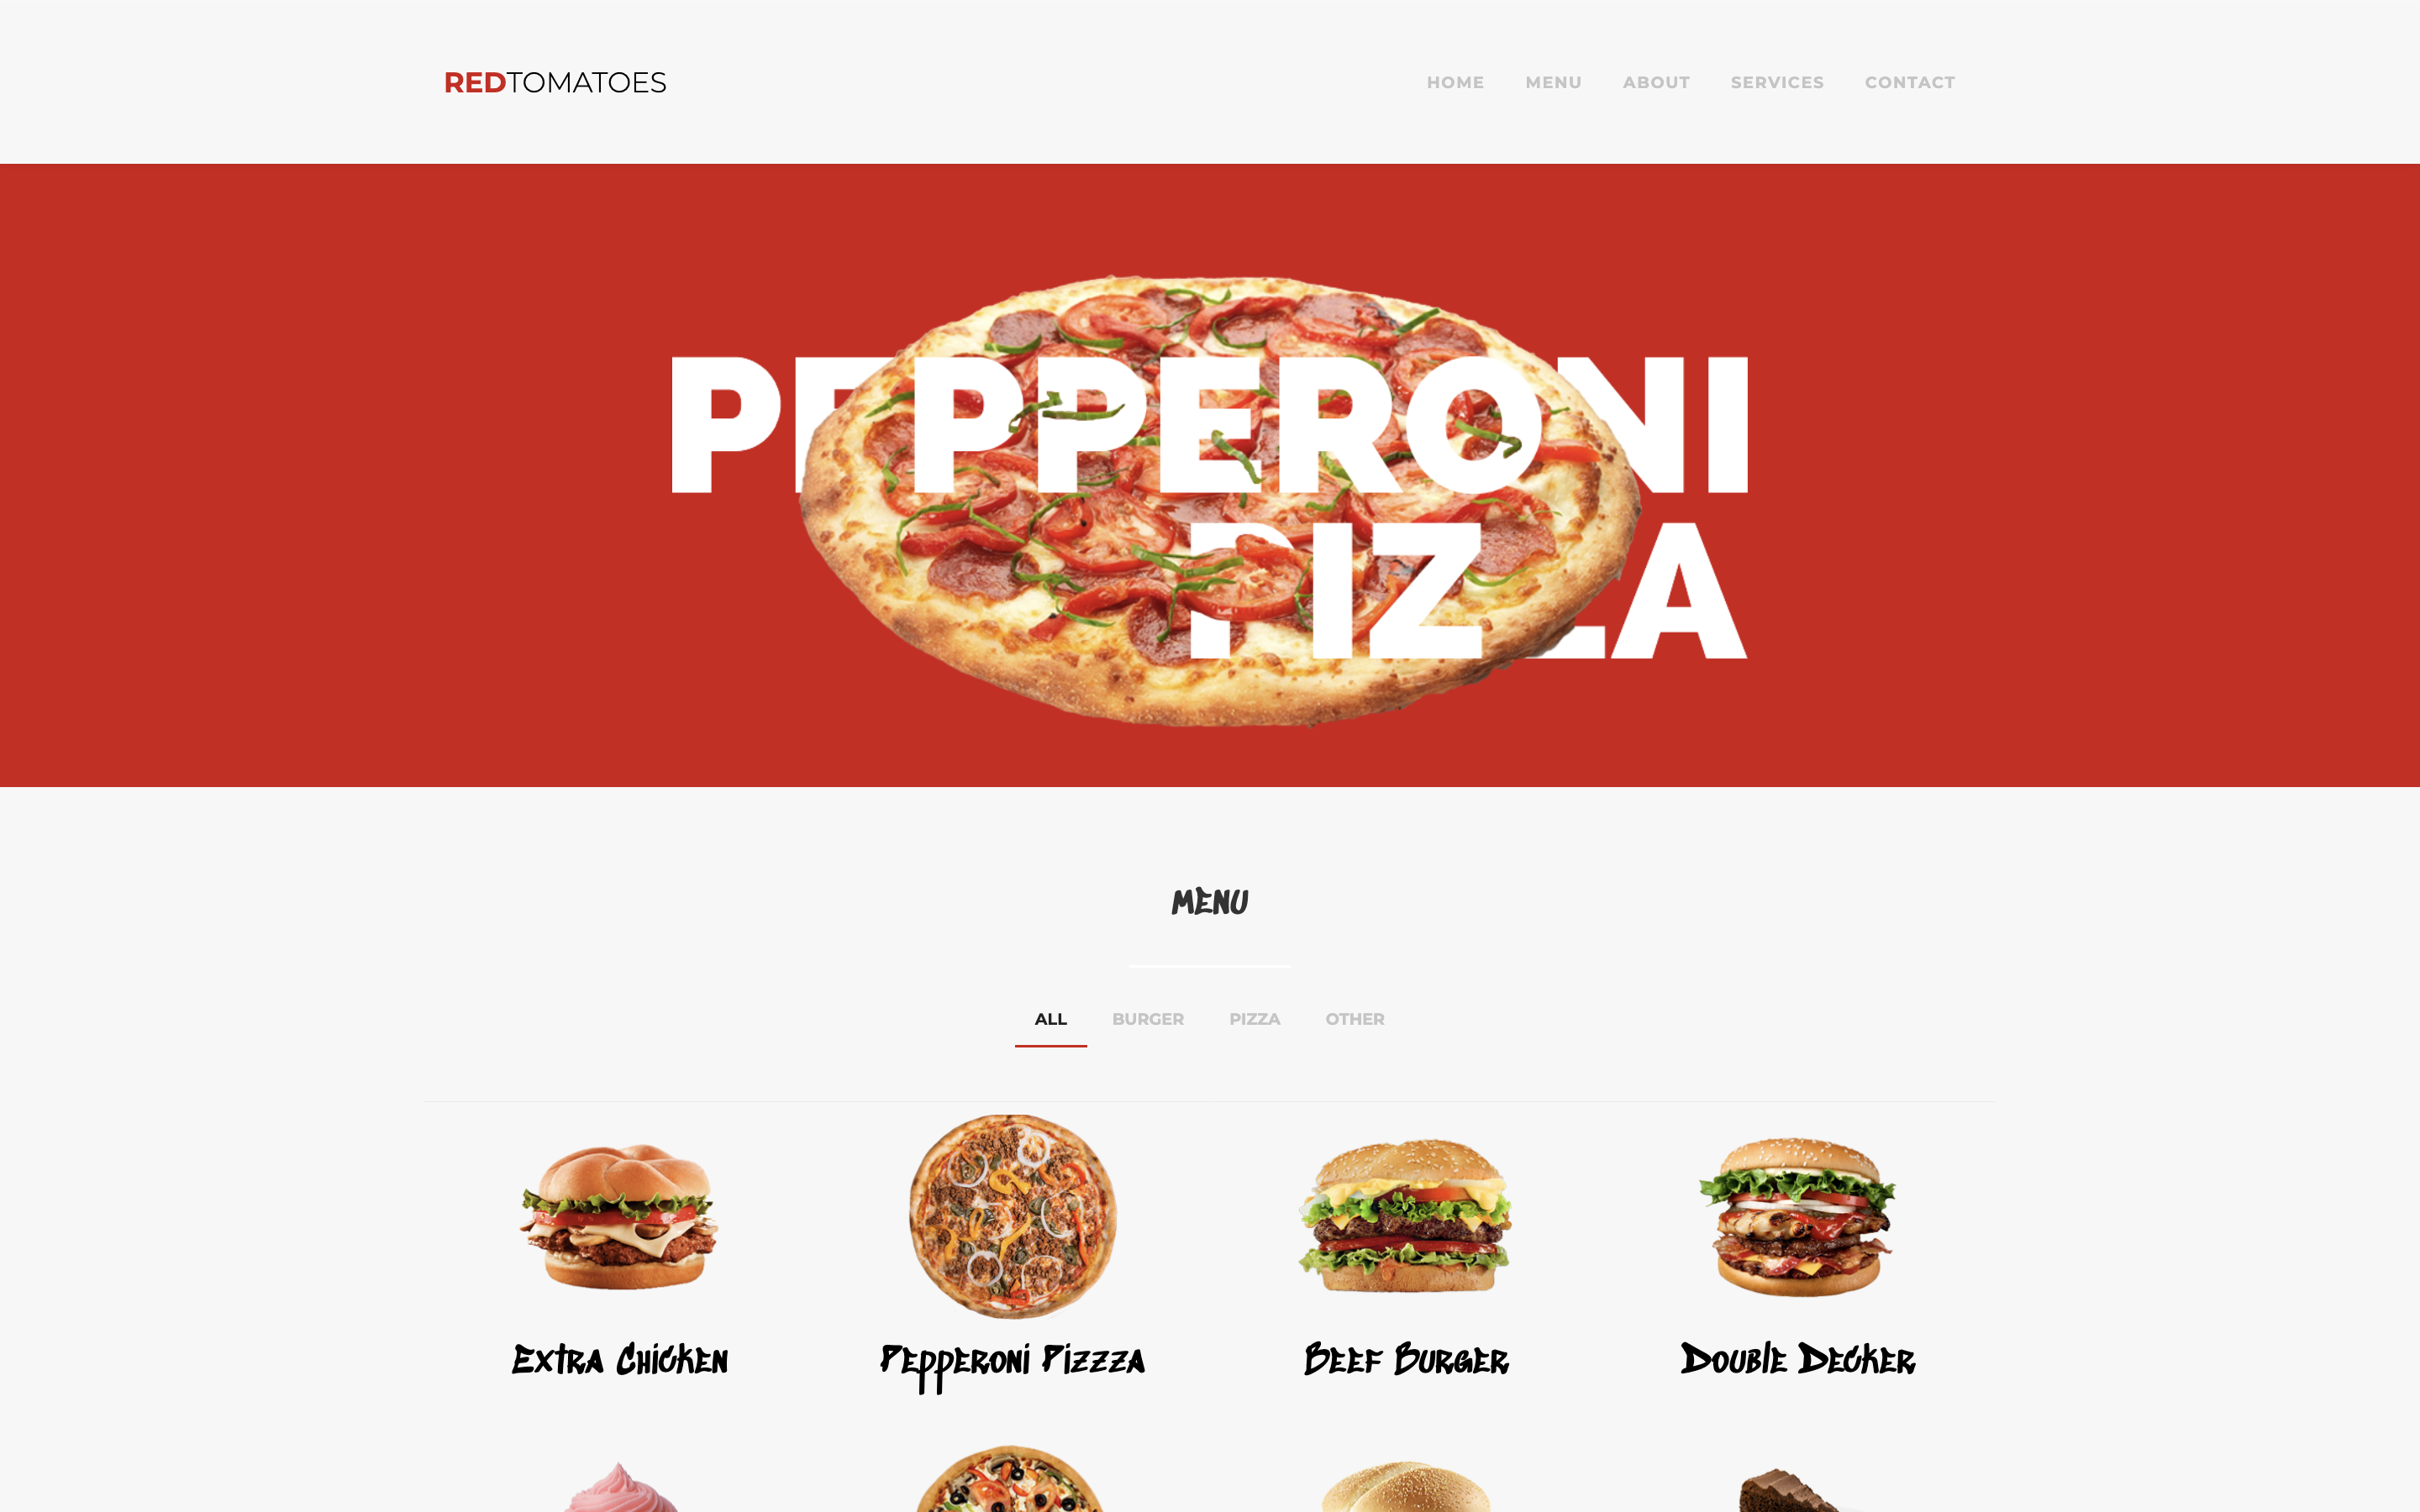 REDTOMATOES
HOME MENU ABOUT SERVICES CONTACT
PEPPERONI
PIZZA
MENU
ALL BURGER PIZZA OTHER
Extra Chicken
Pepperoni Pizzza
Beef Burger
Double Decker